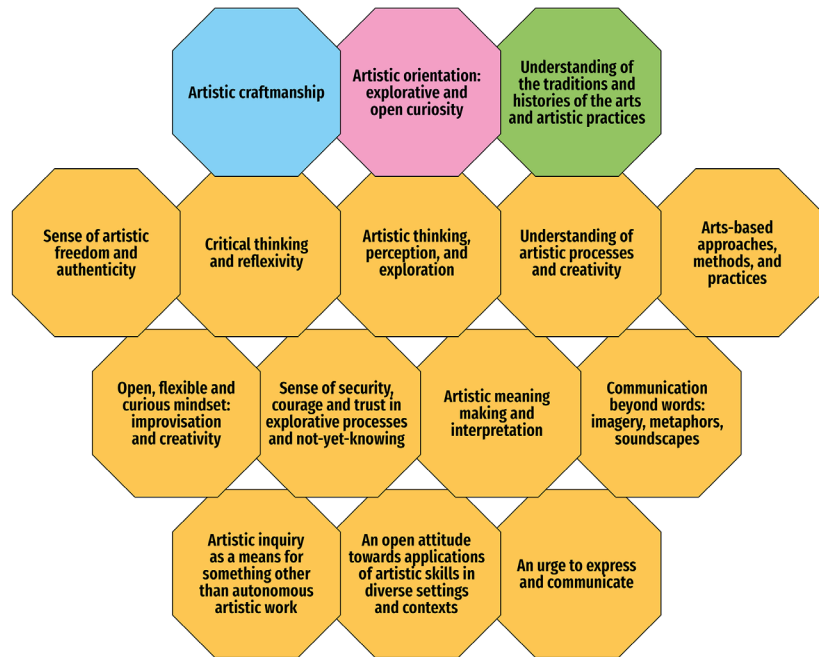 Artistic craftmanship
Artistic orientation:
explorative and
open curiosity
Understanding of
the traditions and
histories of the arts
and artistic practices
Sense of artistic
freedom and
authenticity
Critical thinking
and reflexivity
Artistic thinking,
perception, and
exploration
Understanding of
artistic processes
and creativity
Arts-based
approaches,
methods, and
practices
Open, flexible and
curious mindset:
improvisation
and creativity
Sense of security,
courage and trust in
explorative processes
and not-yet-knowing
Artistic meaning
making and
interpretation
Communication
beyond words:
imagery, metaphors,
soundscapes
Artistic inquiry
as a means for
something other
than autonomous
artistic work
An open attitude
towards applications
of artistic skills in
diverse settings
and contexts
An urge to express
and communicate